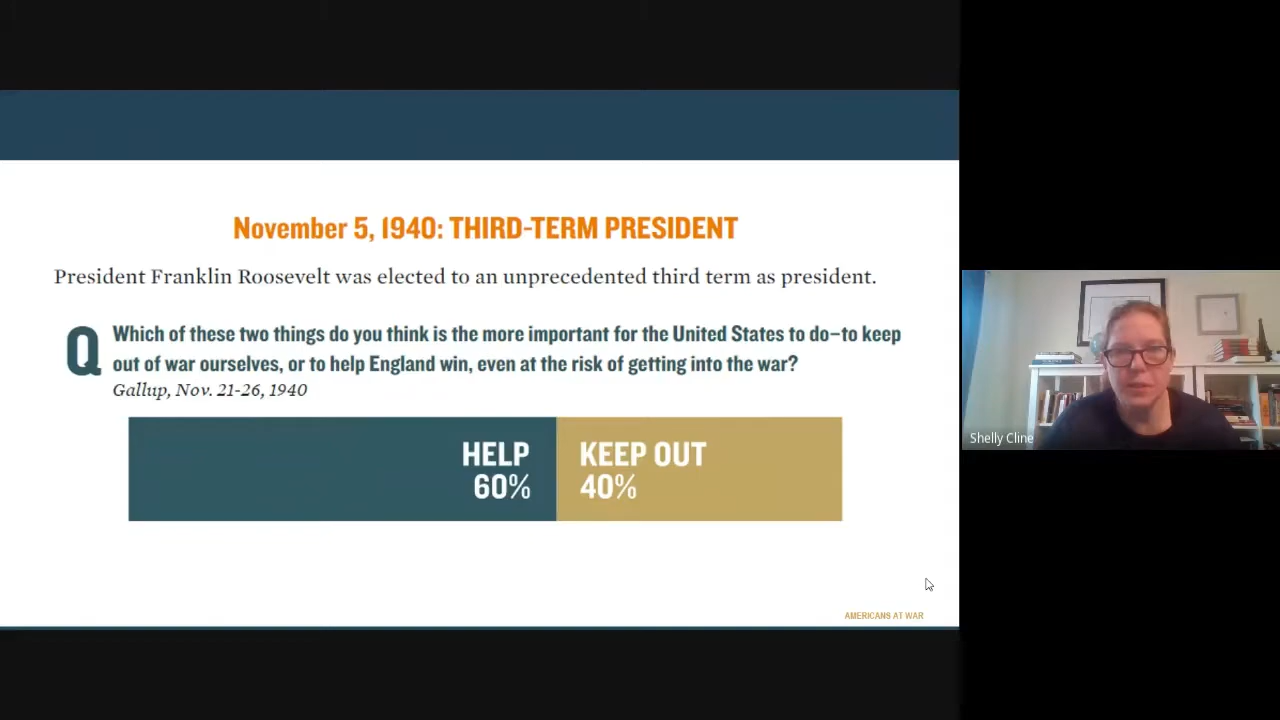 November 5, 1940: THIRD-TERM PRESIDENT
President Franklin Roosevelt was elected to an unprecedented third term as president.
Q
Which of these two things do you think is the more important for the United States to do–to keep
out of war ourselves, or to help England win, even at the risk of getting into the war?
Gallup, Nov. 21-26, 1940
HELP
60%
KEEP OUT
40%
AMERICANS AT WAR
Shelly Cline